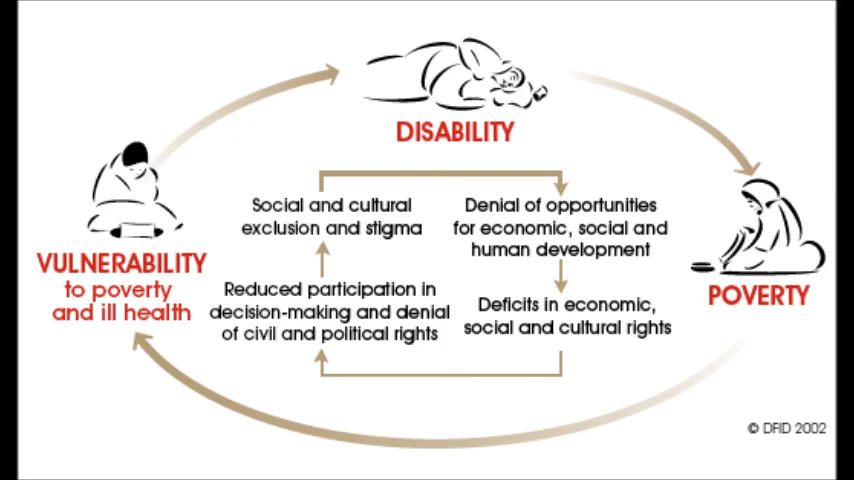 DISABILITY
Social and cultural
exclusion and stigma
Denial of opportunities
for economic, social and
human development
VULNERABILITY
to poverty
and ill health
Reduced participation in
decision-making and denial
of civil and political rights
Deficits in economic,
social and cultural rights
POVERTY
© DFID 2002